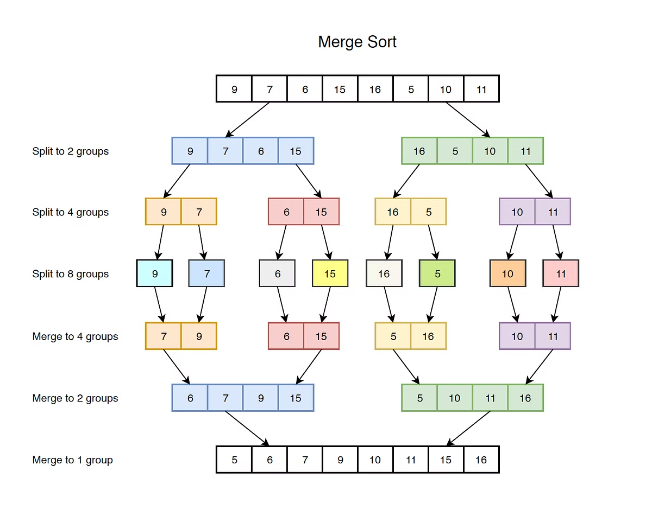 Merge Sort
9 7 6 15 16 5 10 11
Split to 2 groups 9 7 6 15 16 5 10 11
Split to 4 groups 9 7 6 15 16 5 10 11
Split to 8 groups 9 7 6 15 16 5 10 11
Merge to 4 groups 7 9 6 15 5 16 10 11
Merge to 2 groups 6 7 9 15 5 10 11 16
Merge to 1 group 5 6 7 9 10 11 15 16